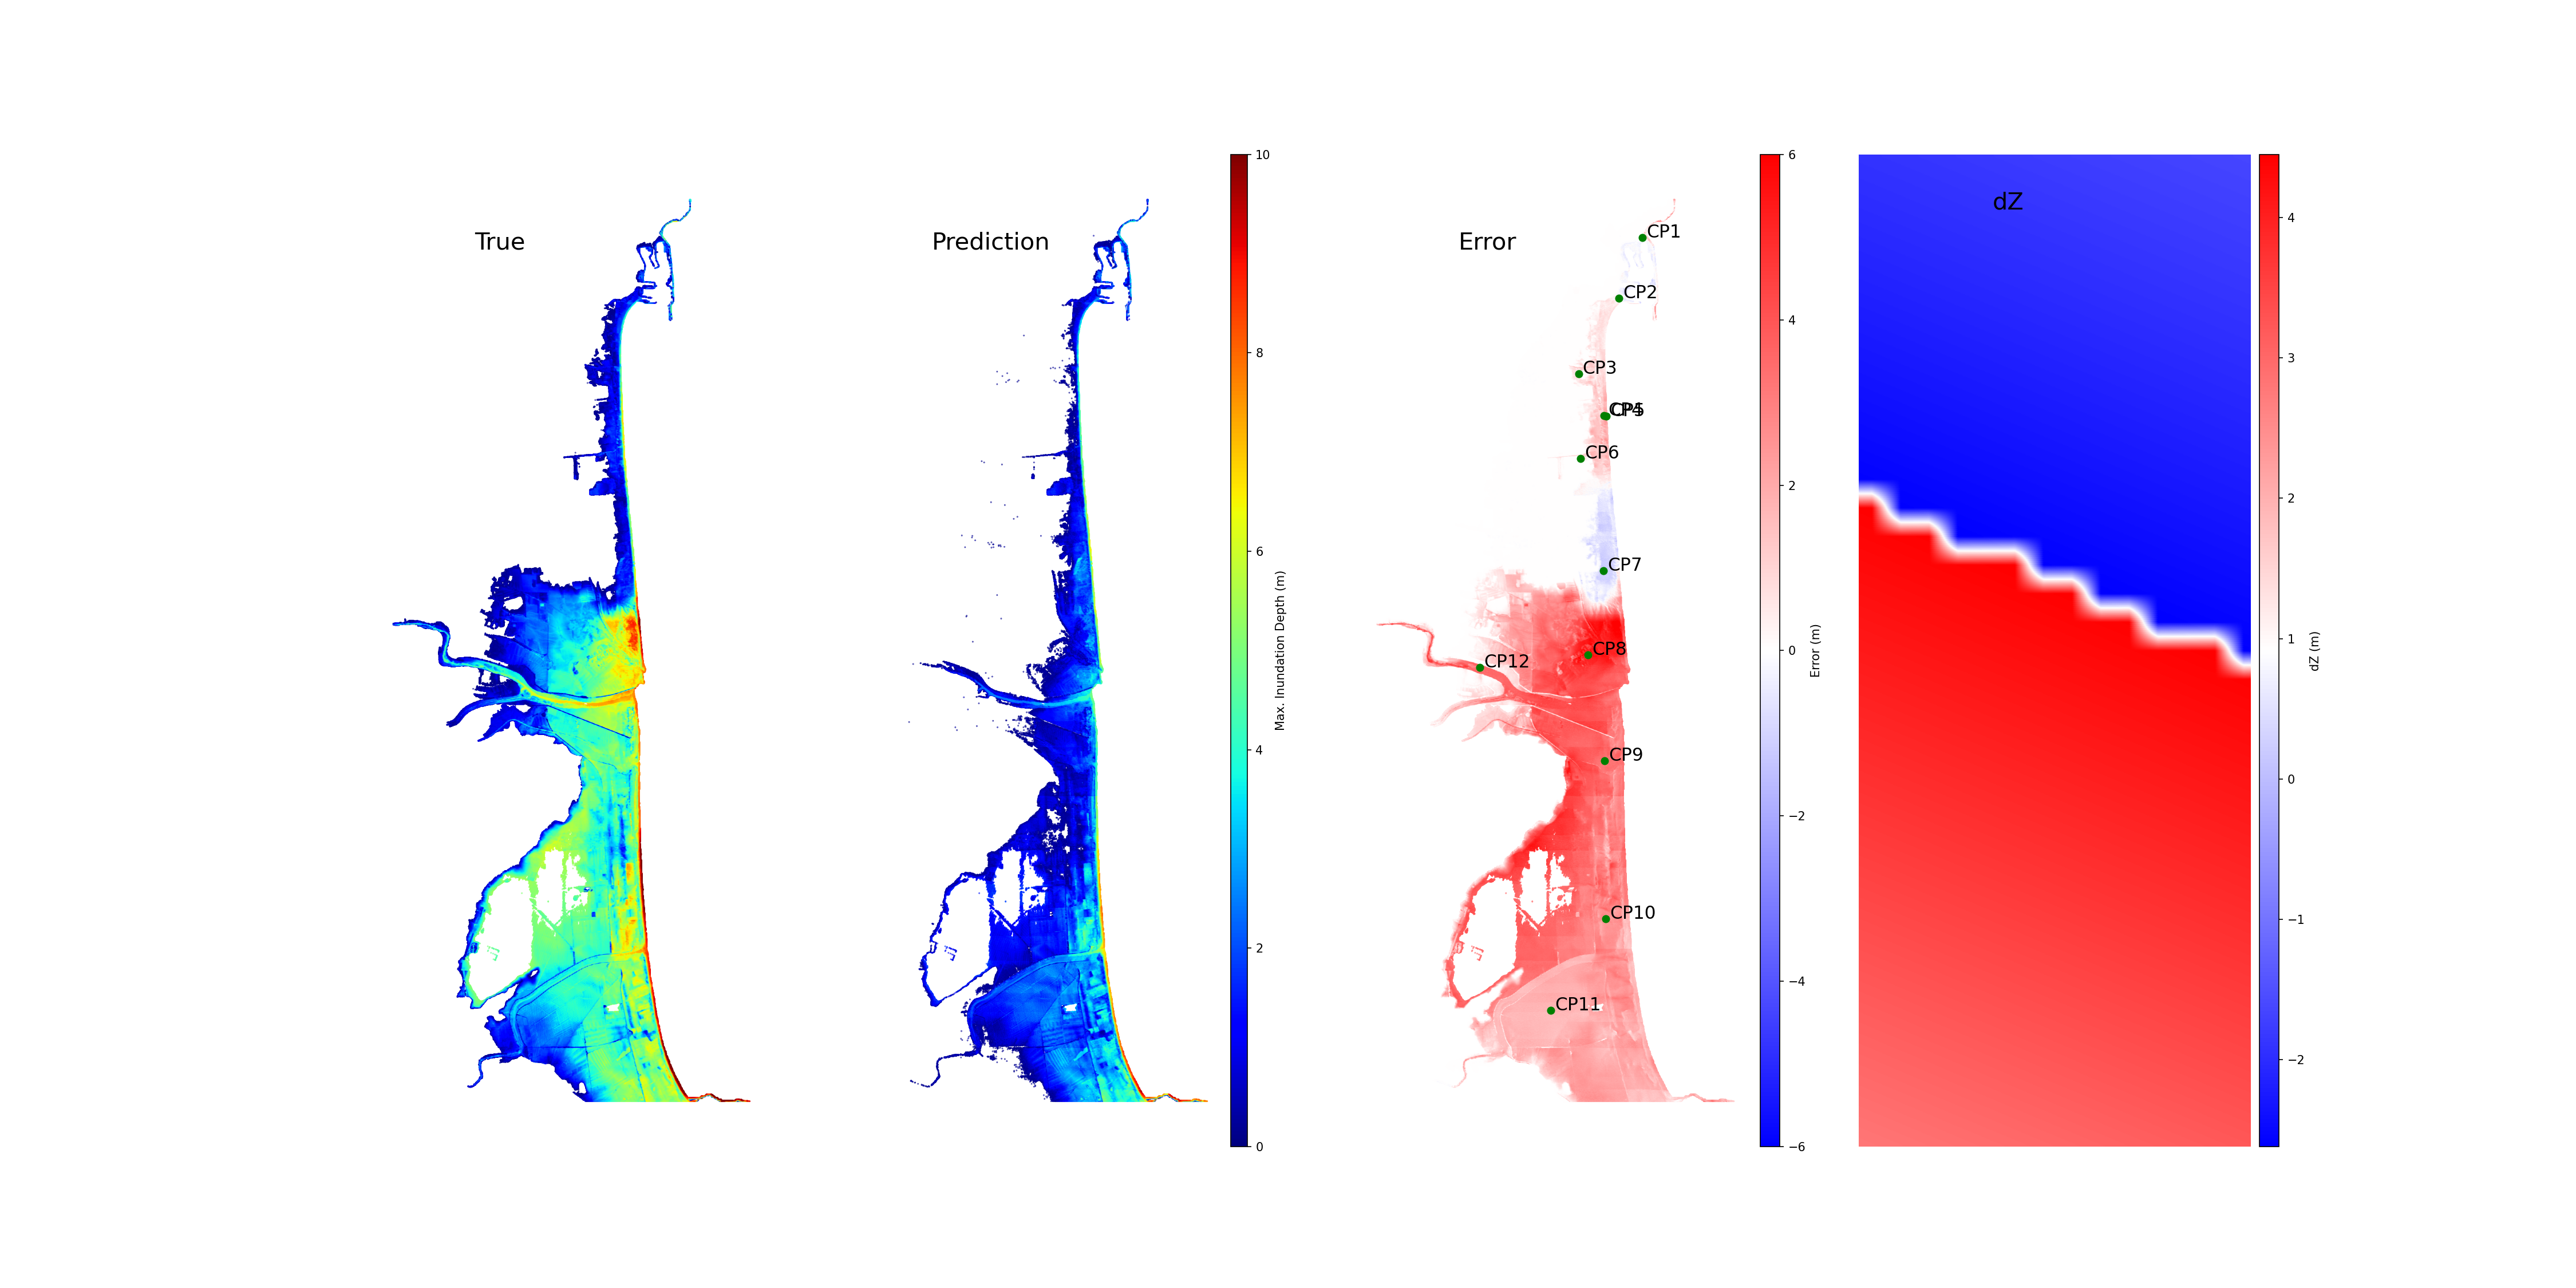 True
Prediction
10
8
6
4
2
0
Max. Inundation Depth (m)
Error
CP1
CP2
CP3
CP4
CP5
CP6
CP7
CP8
CP12
CP9
CP10
CP11
6
4
2
0
−2
−4
−6
Error (m)
dZ
4
3
2
1
0
−1
−2
dZ (m)